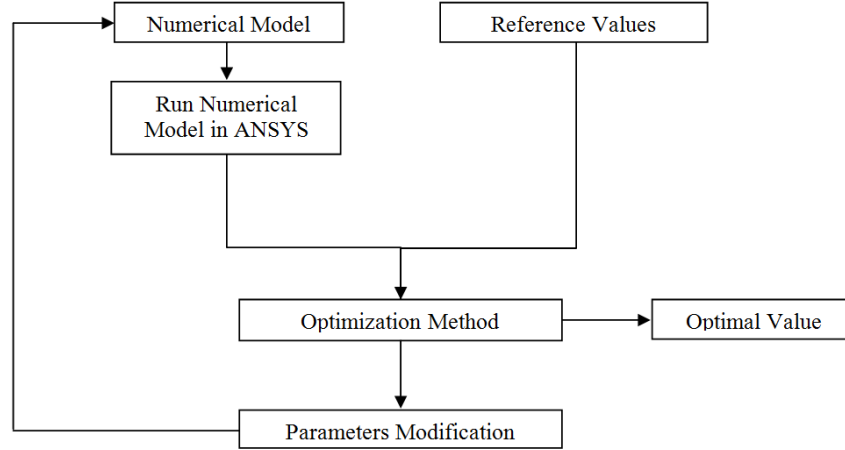 Numerical Model
Reference Values
Run Numerical
Model in ANSYS
Optimization Method
Optimal Value
Parameters Modification